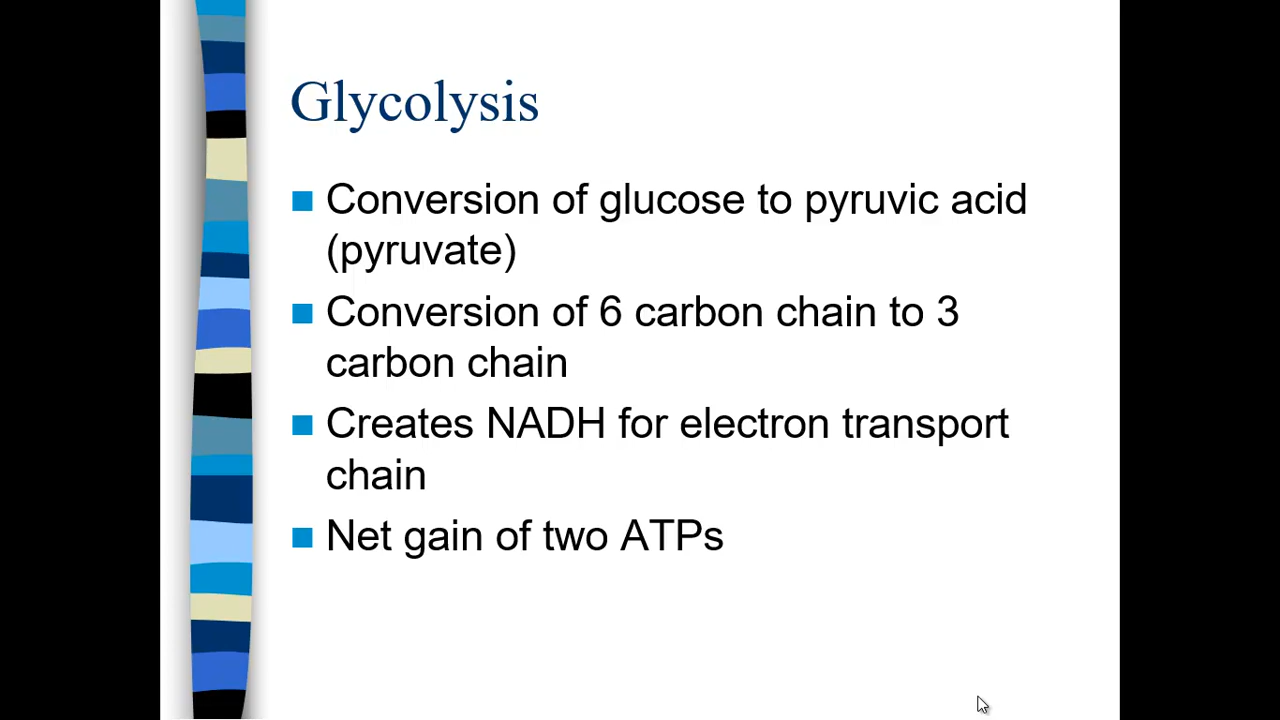 Glycolysis
Conversion of glucose to pyruvic acid
(pyruvate)
Conversion of 6 carbon chain to 3
carbon chain
Creates NADH for electron transport
chain
Net gain of two ATPs